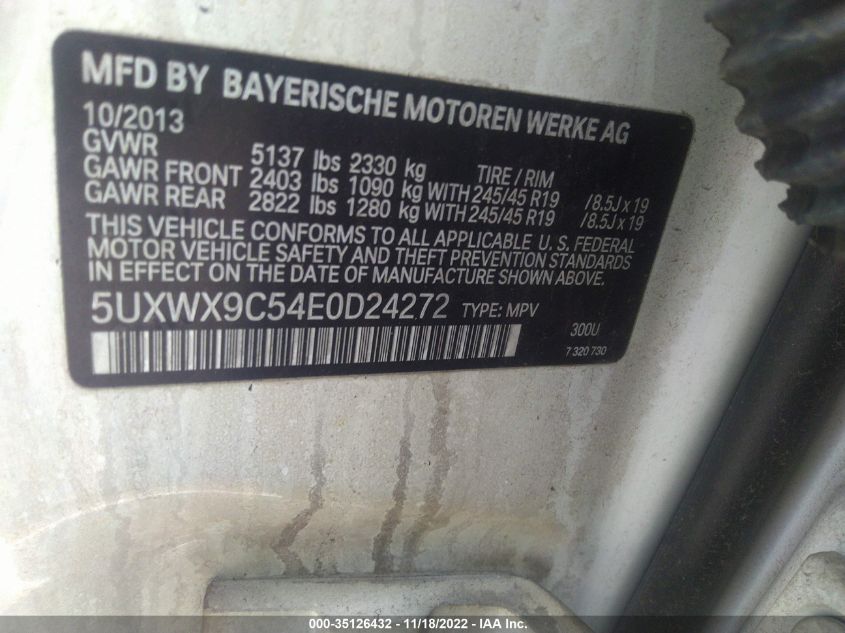 MFD BY BAYERISCHE MOTOREN WERKE AG
10/2013
GVWR 5137 lbs 2330 kg TIRE / RIM
GAWR FRONT 2403 lbs 1090 kg WITH 245/45 R19 /8.5J x 19
GAWR REAR 2822 lbs 1280 kg WITH 245/45 R19 /8.5J x 19
THIS VEHICLE CONFORMS TO ALL APPLICABLE U. S. FEDERAL
MOTOR VEHICLE SAFETY AND THEFT PREVENTION STANDARDS
IN EFFECT ON THE DATE OF MANUFACTURE SHOWN ABOVE.
5UXWX9C54E0D24272 TYPE: MPV
300U
7 320 730
000-35126432 - 11/18/2022 - IAA Inc.